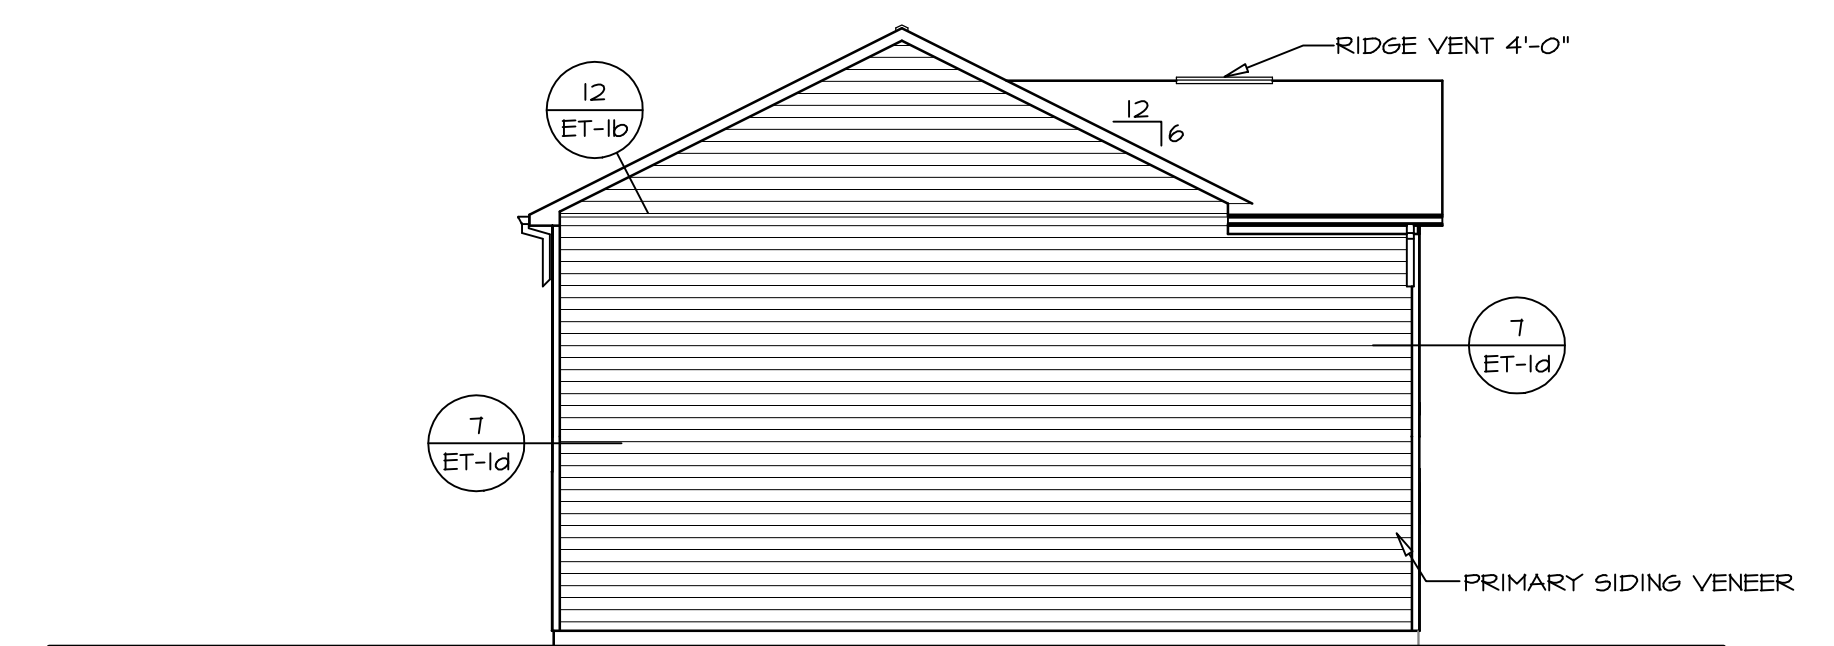 RIDGE VENT 4'-0"
12
ET-1b
12
6
7
ET-1d
7
ET-1d
PRIMARY SIDING VENEER